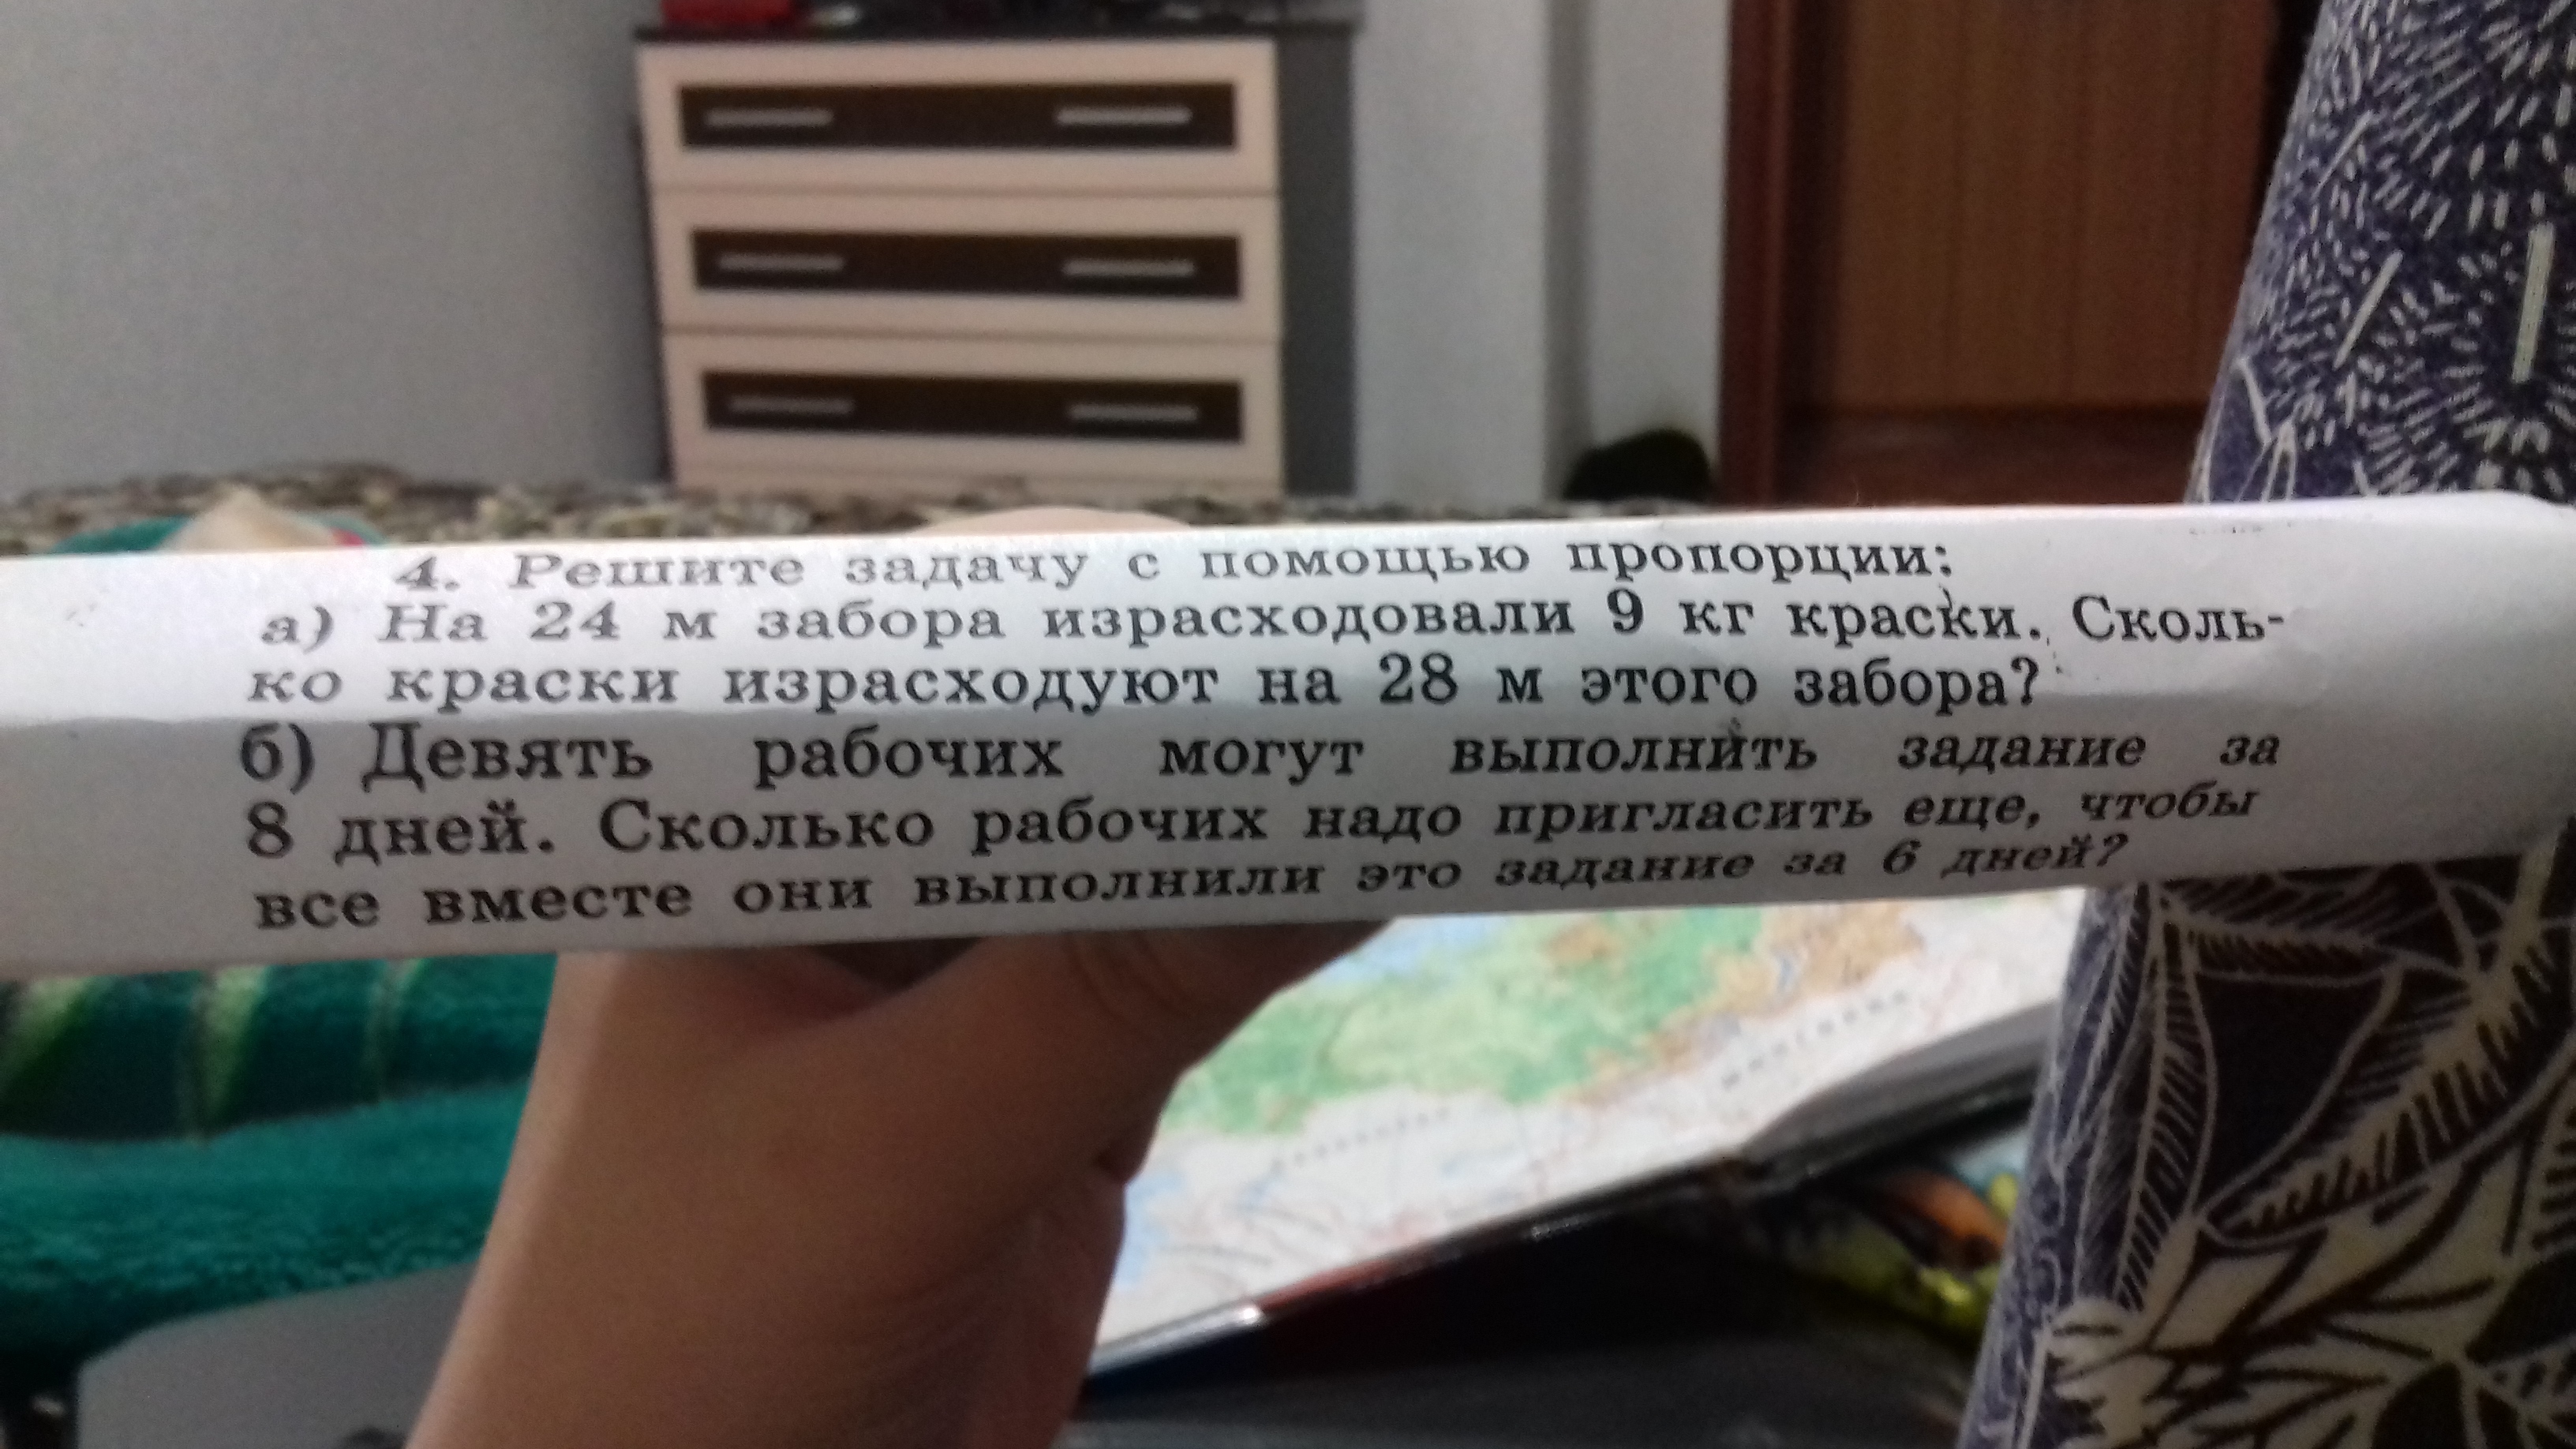 4. Решите задачу с помощью пропорции:
а) На 24 м забора израсходовали 9 кг краски. Сколь-
ко краски израсходуют на 28 м этого забора?
б) Девять рабочих могут выполнить задание за
8 дней. Сколько рабочих надо пригласить еще, чтобы
все вместе они выполнили это задание за 6 дней?